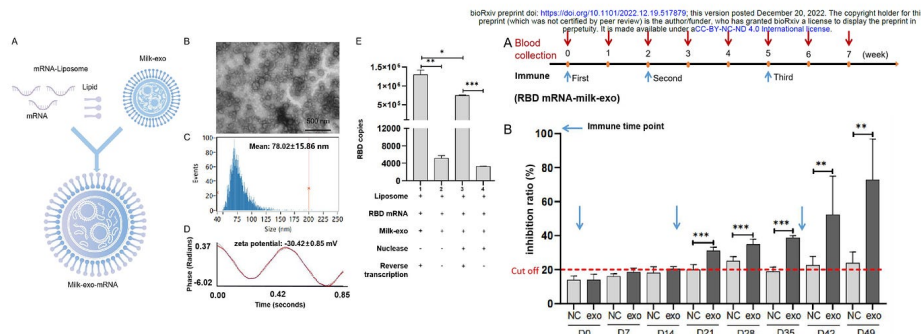 bioRxiv preprint doi: https://doi.org/10.1101/2022.12.19.517879; this version posted December 20, 2022. The copyright holder for this
preprint (which was not certified by peer review) is the author/funder, who has granted bioRxiv a license to display the preprint in
perpetuity. It is made available under aCC-BY-NC-ND 4.0 International license.
A
mRNA-Liposome
Milk-exo
Lipid
mRNA
Milk-exo-mRNA
B
500 nm
C
Mean: 78.02±15.86 nm
Events
100
80
60
40
20
0
40 75 100 125 150 175 200 225 250
Size (nm)
D
zeta potential: -30.42±0.85 mV
Phase (Radians)
0.37
-6.02
0.00 0.42 0.85
Time (seconds)
E
*
** ***
RBD copies
1.5×10⁶
1.0×10⁶
5.0×10⁵
12000
8000
4000
0
1 2 3 4
Liposome + + + +
RBD mRNA + + + +
Milk-exo + + + +
Nuclease - - + +
Reverse transcription + - + -
A
Blood collection
0 1 2 3 4 5 6 7 (week)
Immune First Second Third
(RBD mRNA-milk-exo)
B
Immune time point
inhibition ratio (%)
100
80
60
40
20
0
Cut off
*** *** *** ** **
NC exo NC exo NC exo NC exo NC exo NC exo NC exo NC exo
D0 D7 D14 D21 D28 D35 D42 D49